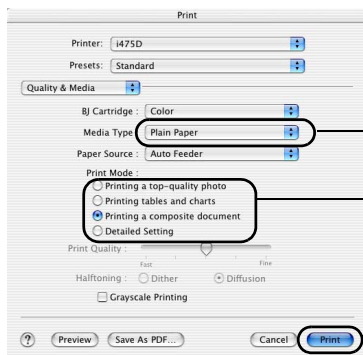 Print
Printer: i475D
Presets: Standard
Quality & Media
BJ Cartridge : Color
Media Type : Plain Paper
Paper Source : Auto Feeder
Print Mode :
Printing a top-quality photo
Printing tables and charts
Printing a composite document
Detailed Setting
Print Quality :
Fast Fine
Halftoning : Dither Diffusion
Grayscale Printing
? Preview Save As PDF... Cancel Print